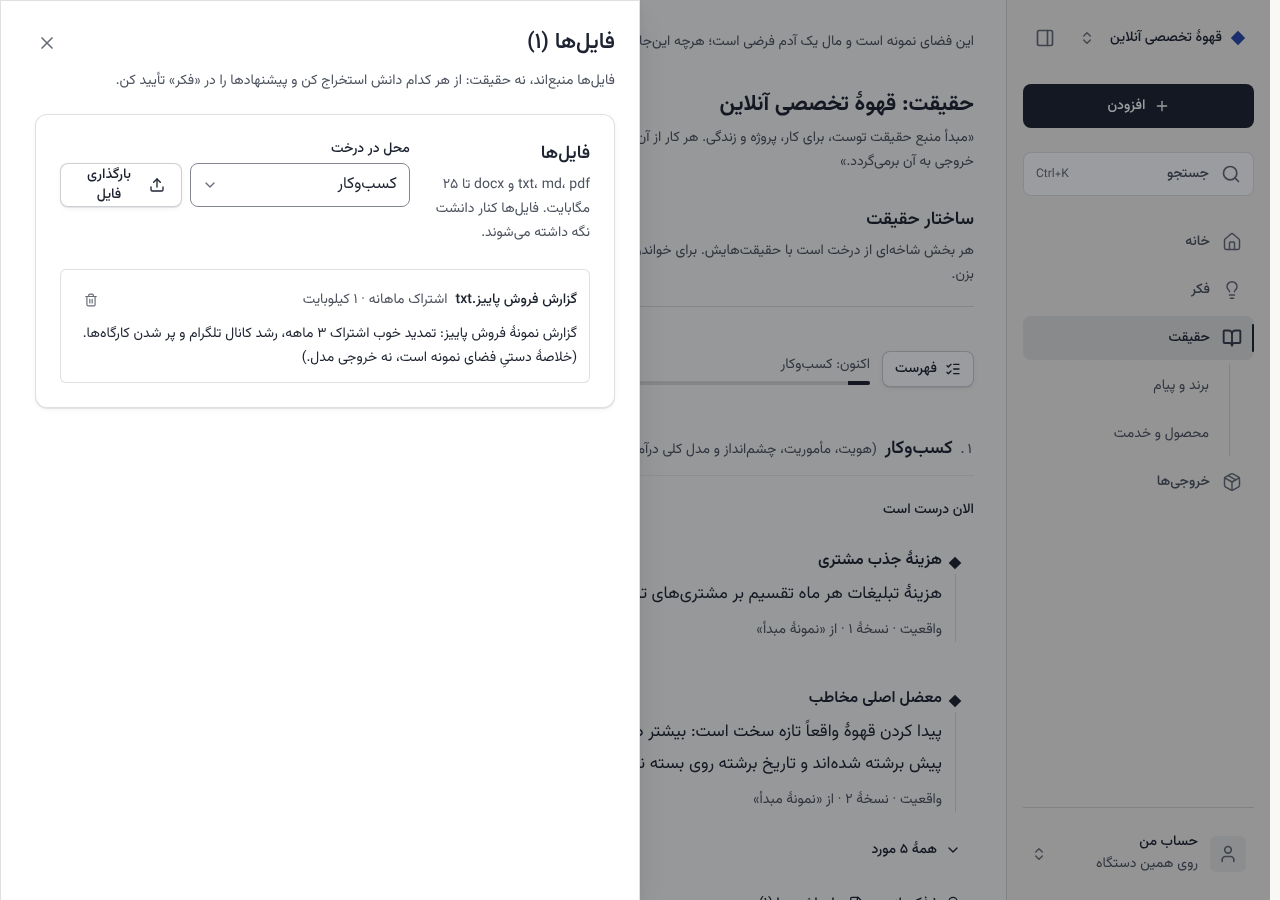 قهوهٔ تخصصی آنلاین
افزودن
جستجو
Ctrl+K
خانه
فکر
حقیقت
برند و پیام
محصول و خدمت
خروجی‌ها
حساب من
روی همین دستگاه
این فضای نمونه است و مال یک آدم فرضی است؛ هرچه این‌جا
حقیقت: قهوهٔ تخصصی آنلاین
«مبدأ منبع حقیقت توست، برای کار، پروژه و زندگی. هر کار از آن
خروجی به آن برمی‌گردد.»
ساختار حقیقت
هر بخش شاخه‌ای از درخت است با حقیقت‌هایش. برای خواندن
بزن.
فهرست
اکنون: کسب‌وکار
۱. کسب‌وکار (هویت، مأموریت، چشم‌انداز و مدل کلی
الان درست است
هزینهٔ جذب مشتری
هزینهٔ تبلیغات هر ماه تقسیم بر مشتری‌های
واقعیت · نسخهٔ ۱ · از «نمونهٔ مبدأ»
معضل اصلی مخاطب
پیدا کردن قهوهٔ واقعاً تازه سخت است: بیشتر
پیش برشته شده‌اند و تاریخ برشته روی بسته
واقعیت · نسخهٔ ۲ · از «نمونهٔ مبدأ»
همهٔ ۵ مورد
فایل‌ها (۱)
فایل‌ها منبع‌اند، نه حقیقت: از هر کدام دانش استخراج کن و پیشنهادها را در «فکر» تأیید کن.
فایل‌ها
txt، md، pdf و docx تا ۲۵
مگابایت. فایل‌ها کنار دانشت
نگه داشته می‌شوند.
محل در درخت
کسب‌وکار
بارگذاری
فایل
گزارش فروش پاییز.txt اشتراک ماهانه · ۱ کیلوبایت
گزارش نمونهٔ فروش پاییز: تمدید خوب اشتراک ۳ ماهه، رشد کانال تلگرام و پر شدن کارگاه‌ها.
(خلاصهٔ دستیِ فضای نمونه است، نه خروجی مدل.)